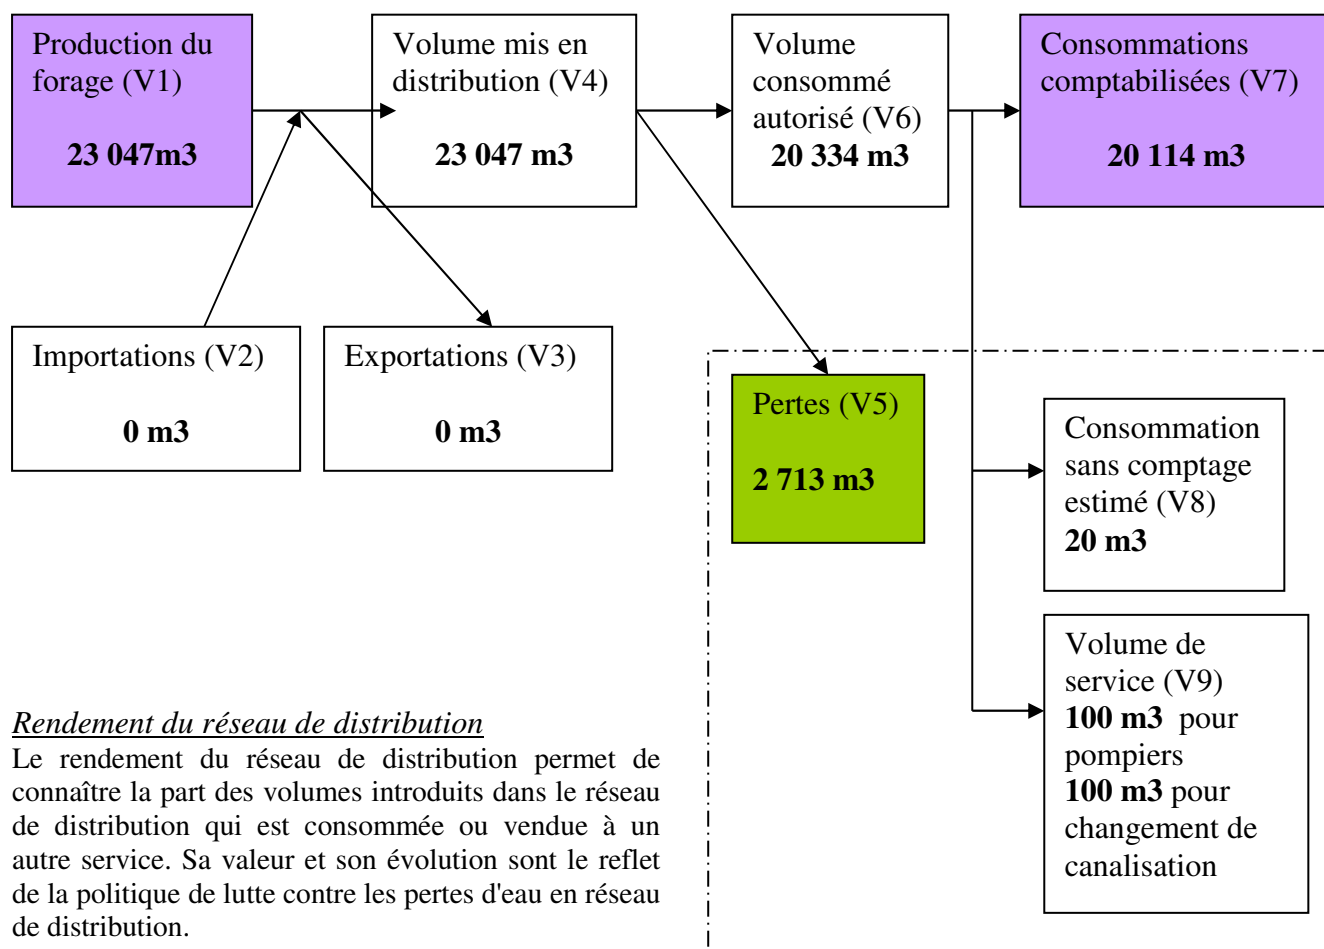 Production du
forage (V1)
23 047m3
Volume mis en
distribution (V4)
23 047 m3
Volume
consommé
autorisé (V6)
20 334 m3
Consommations
comptabilisées (V7)
20 114 m3
Importations (V2)
0 m3
Exportations (V3)
0 m3
Pertes (V5)
2 713 m3
Consommation
sans comptage
estimé (V8)
20 m3
Volume de
service (V9)
100 m3 pour
pompiers
100 m3 pour
changement de
canalisation
Rendement du réseau de distribution
Le rendement du réseau de distribution permet de
connaître la part des volumes introduits dans le réseau
de distribution qui est consommée ou vendue à un
autre service. Sa valeur et son évolution sont le reflet
de la politique de lutte contre les pertes d'eau en réseau
de distribution.